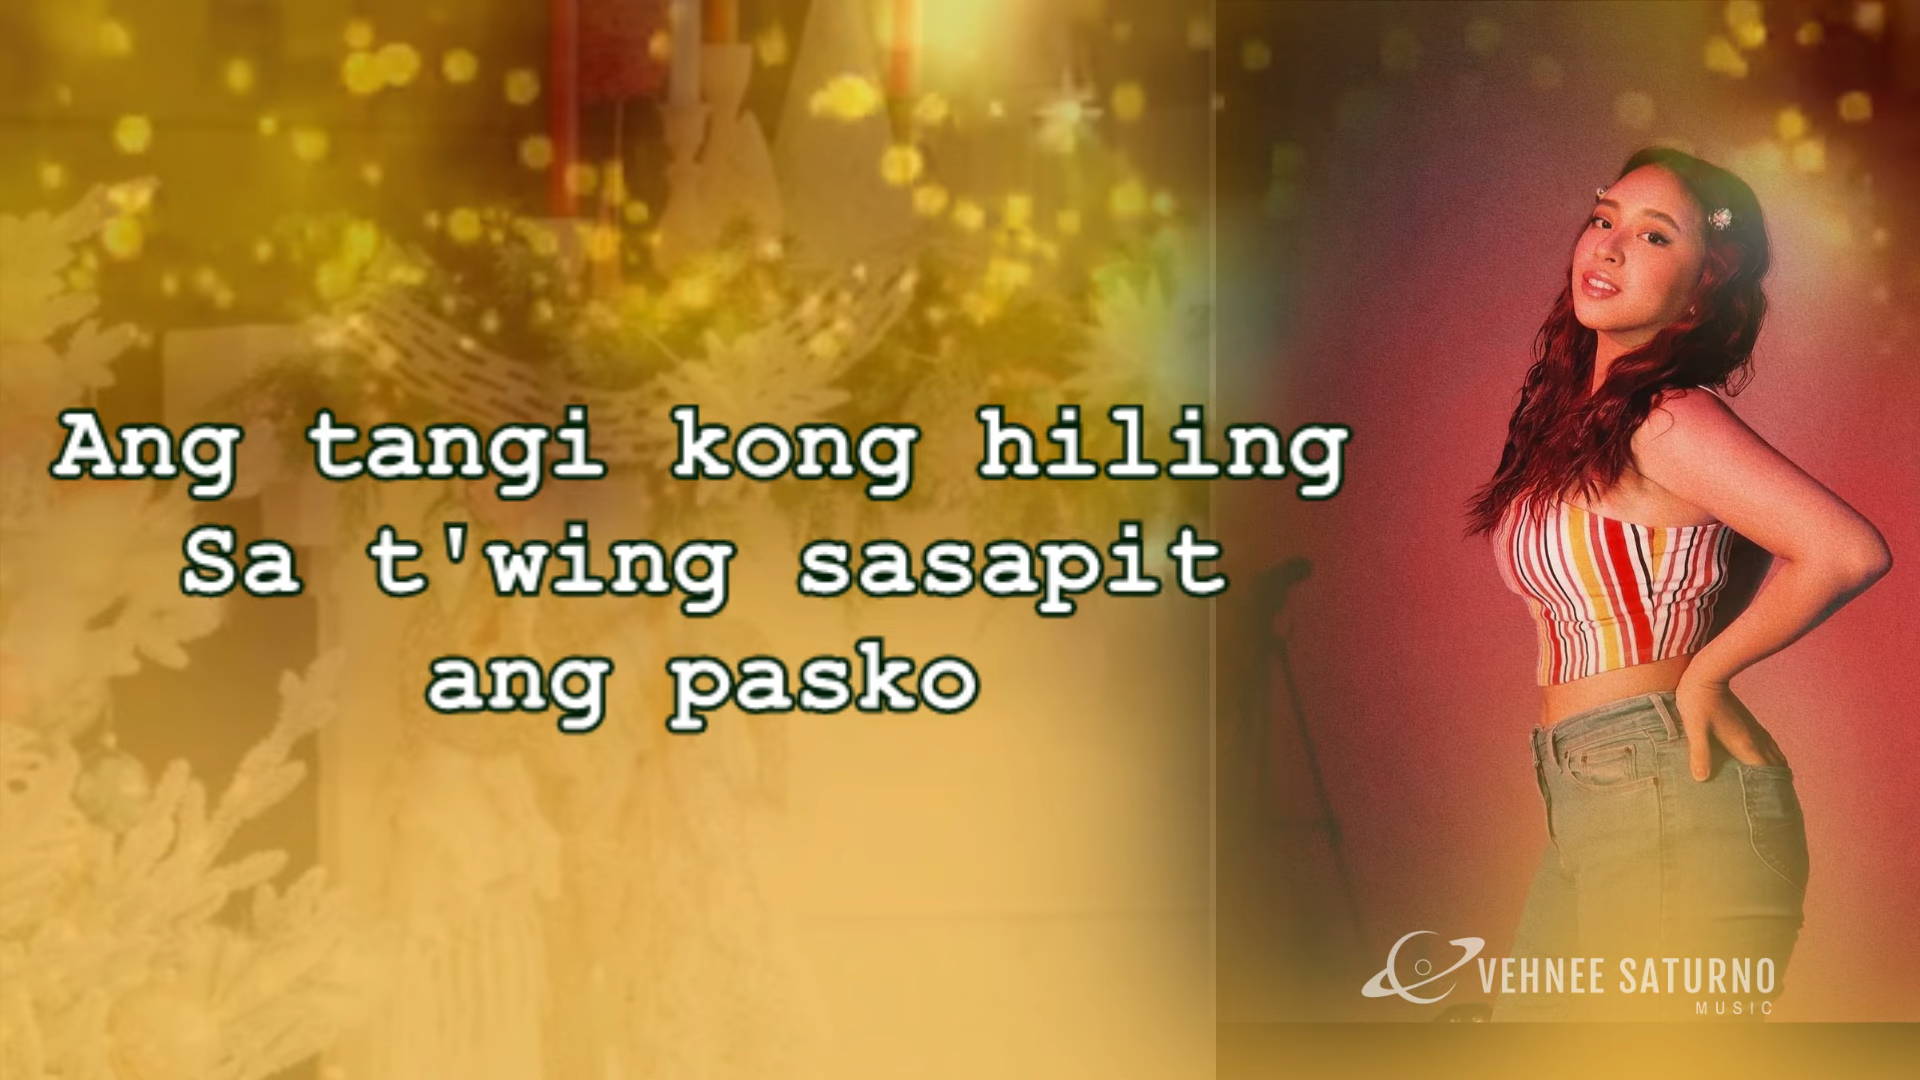 Ang tangi kong hiling
Sa t'wing sasapit
ang pasko
VEHNEE SATURNO
MUSIC